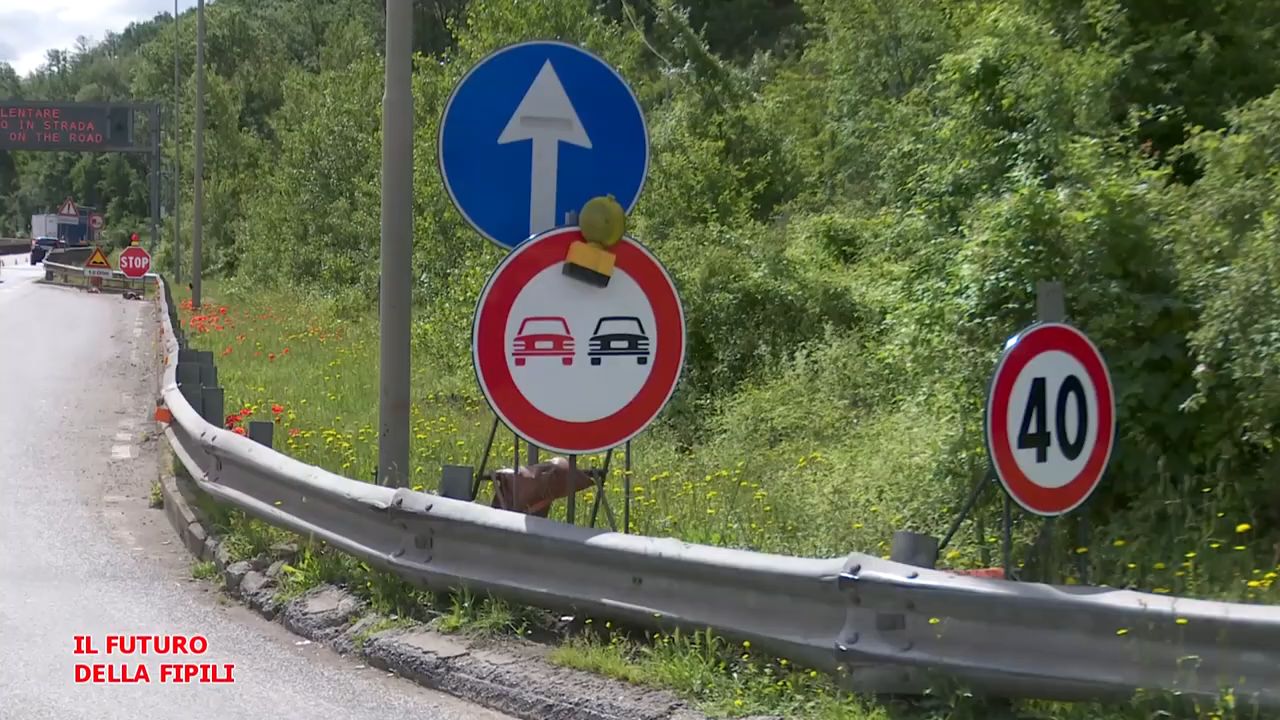 LENTARE
O IN STRADA
ON THE ROAD
STOP
40
IL FUTURO
DELLA FIPILI